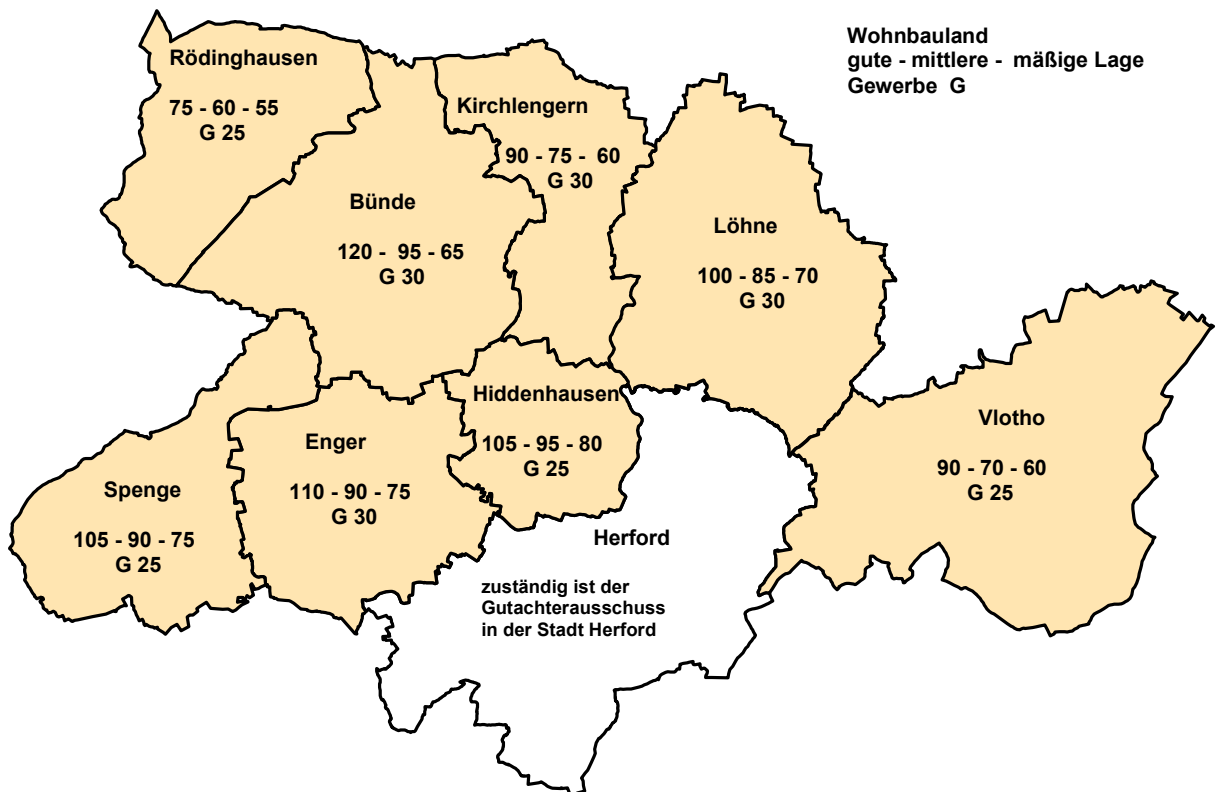 Wohnbauland
gute - mittlere - mäßige Lage
Gewerbe G
Rödinghausen
75 - 60 - 55
G 25
Kirchlengern
90 - 75 - 60
G 30
Bünde
120 - 95 - 65
G 30
Löhne
100 - 85 - 70
G 30
Hiddenhausen
105 - 95 - 80
G 25
Vlotho
90 - 70 - 60
G 25
Enger
110 - 90 - 75
G 30
Spenge
105 - 90 - 75
G 25
Herford
zuständig ist der
Gutachterausschuss
in der Stadt Herford